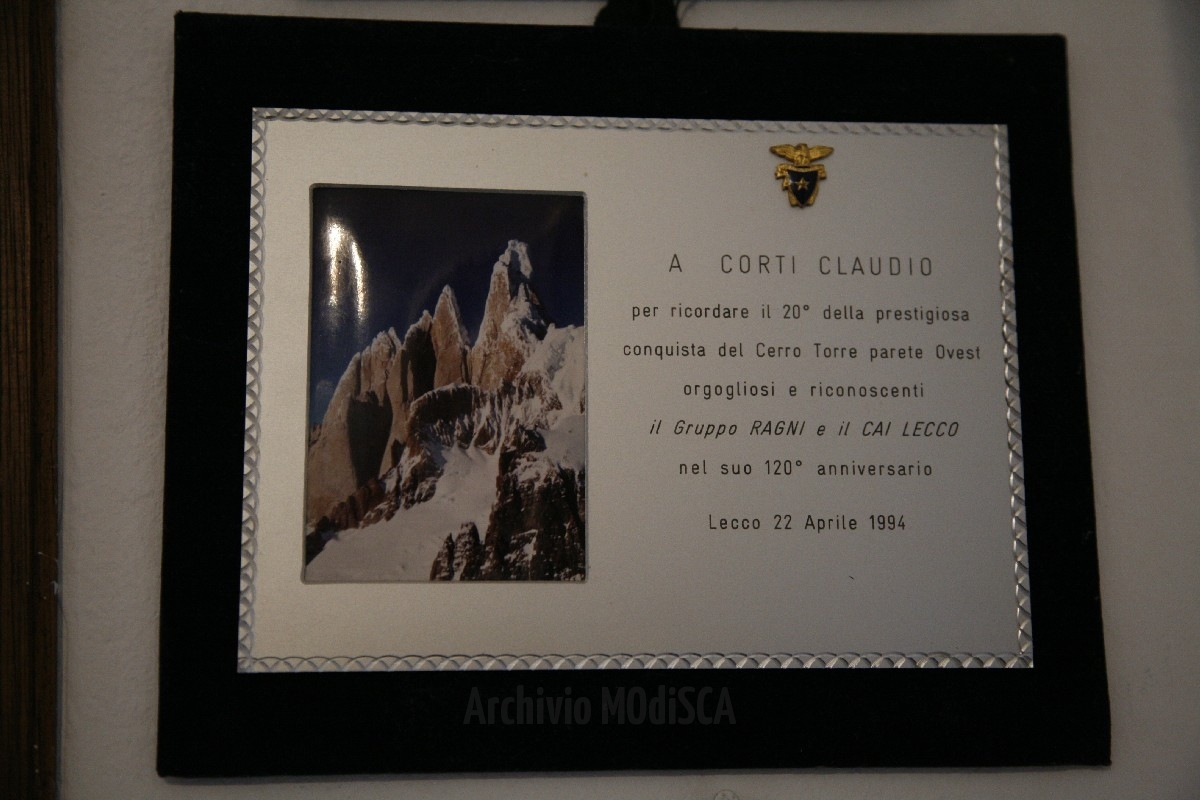 A CORTI CLAUDIO
per ricordare il 20° della prestigiosa
conquista del Cerro Torre parete Ovest
orgogliosi e riconoscenti
il Gruppo RAGNI e il CAI LECCO
nel suo 120° anniversario
Lecco 22 Aprile 1994
Archivio MOdiSCA